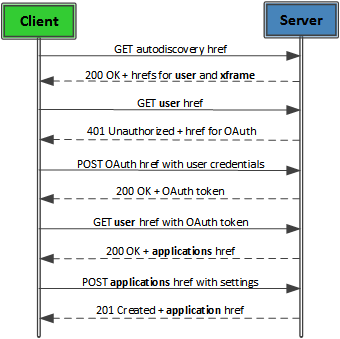 Client
Server
GET autodiscovery href
200 OK + hrefs for user and xframe
GET user href
401 Unauthorized + href for OAuth
POST OAuth href with user credentials
200 OK + OAuth token
GET user href with OAuth token
200 OK + applications href
POST applications href with settings
201 Created + application href